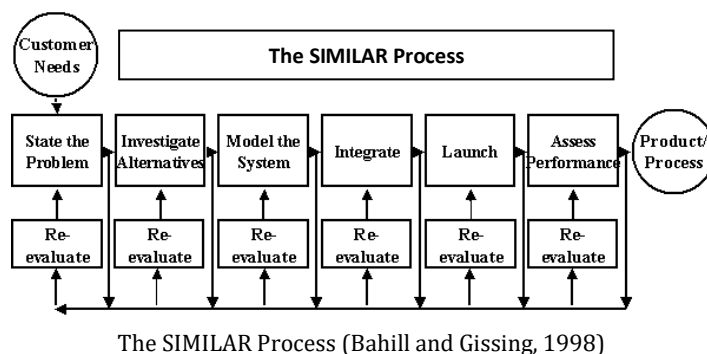 Customer
Needs
The SIMILAR Process
State the
Problem
Investigate
Alternatives
Model the
System
Integrate
Launch
Assess
Performance
Product/
Process
Re-
evaluate
Re-
evaluate
Re-
evaluate
Re-
evaluate
Re-
evaluate
Re-
evaluate
The SIMILAR Process (Bahill and Gissing, 1998)